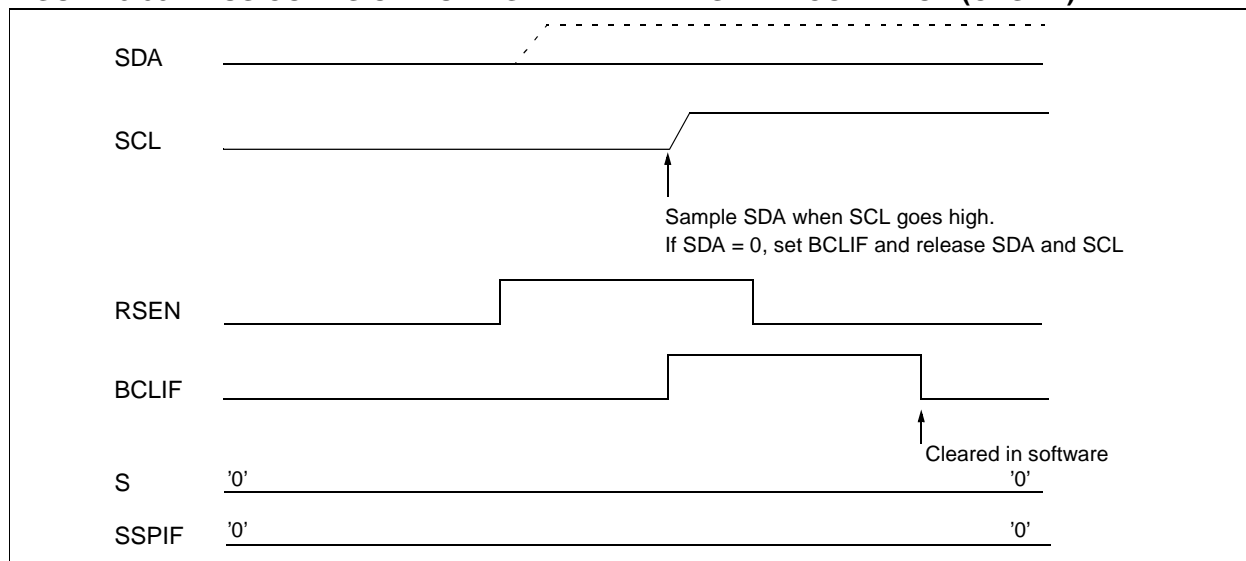 SDA
SCL
Sample SDA when SCL goes high.
If SDA = 0, set BCLIF and release SDA and SCL
RSEN
BCLIF
Cleared in software
S '0' '0'
SSPIF '0' '0'